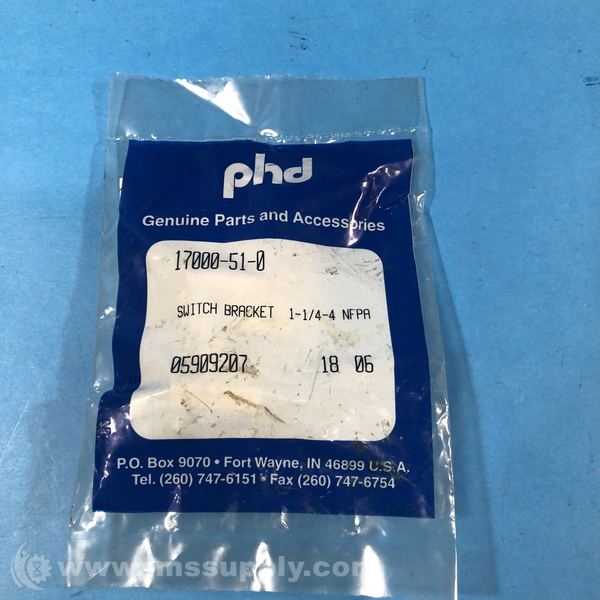 phd
Genuine Parts and Accessories
17000-51-0
SWITCH BRACKET 1-1/4-4 NFPA
05909207 18 06
P.O. Box 9070 • Fort Wayne, IN 46899 U.S.A.
Tel. (260) 747-6151 • Fax (260) 747-6754
www.imssupply.com